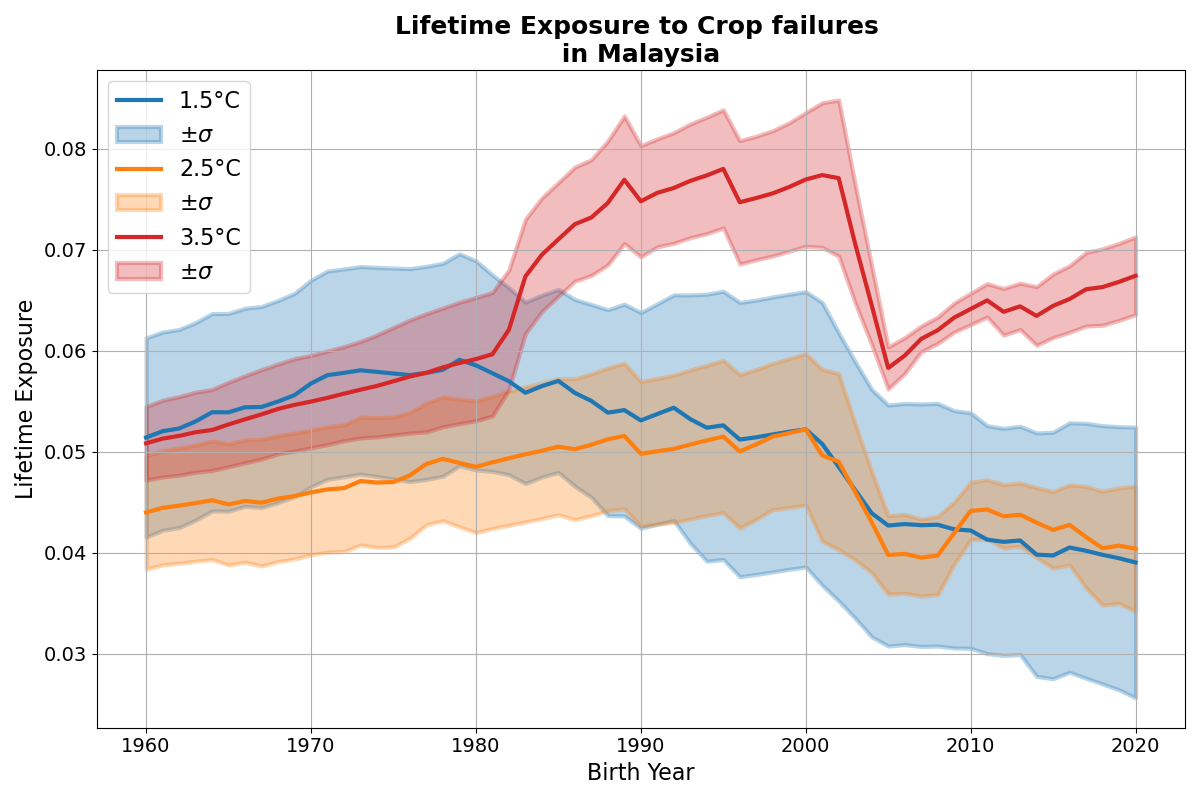 Lifetime Exposure to Crop failures
in Malaysia
1.5°C
±σ
2.5°C
±σ
3.5°C
±σ
Lifetime Exposure
0.08
0.07
0.06
0.05
0.04
0.03
1960 1970 1980 1990 2000 2010 2020
Birth Year